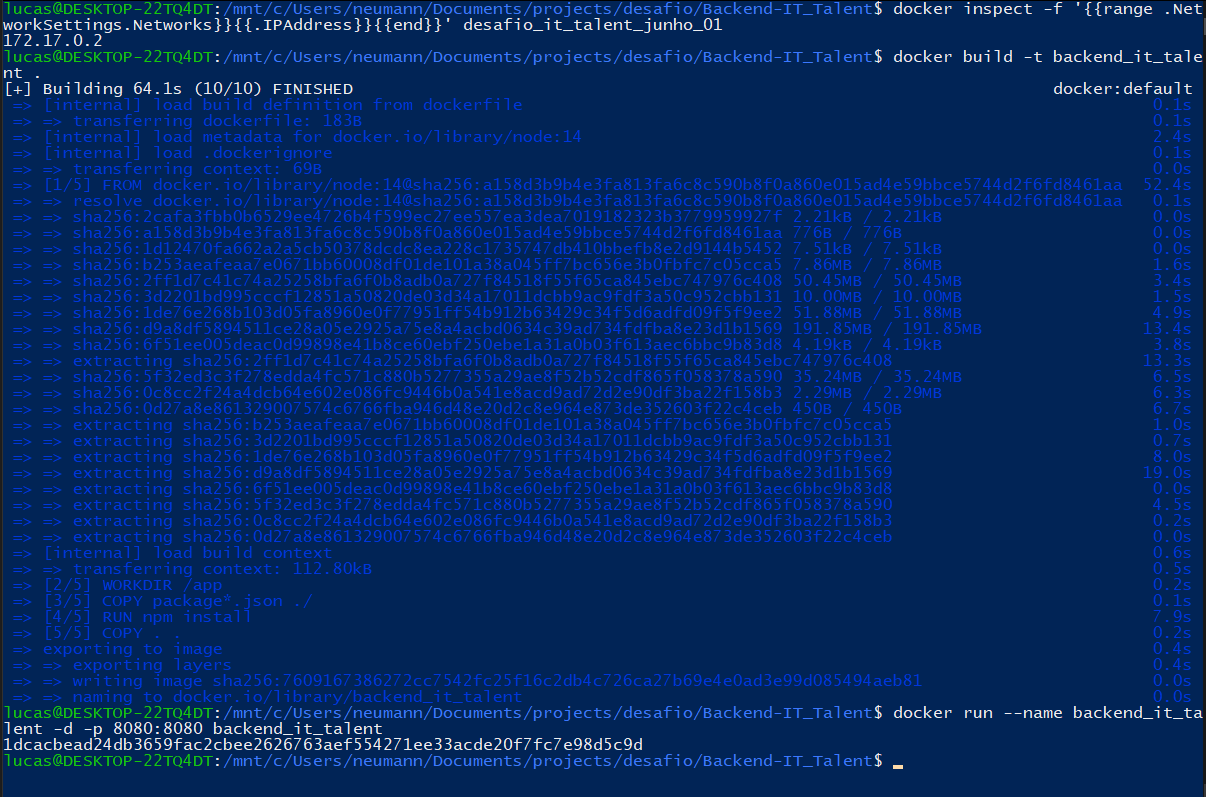 lucas@DESKTOP-22TQ4DT:/mnt/c/Users/neumann/Documents/projects/desafio/Backend-IT_Talent$ docker inspect -f '{{range .Net
workSettings.Networks}}{{.IPAddress}}{{end}}' desafio_it_talent_junho_01
172.17.0.2
lucas@DESKTOP-22TQ4DT:/mnt/c/Users/neumann/Documents/projects/desafio/Backend-IT_Talent$ docker build -t backend_it_tale
nt .
[+] Building 64.1s (10/10) FINISHED docker:default
=> [internal] load build definition from dockerfile 0.1s
=> => transferring dockerfile: 183B 0.1s
=> [internal] load metadata for docker.io/library/node:14 2.4s
=> [internal] load .dockerignore 0.1s
=> => transferring context: 69B 0.0s
=> [1/5] FROM docker.io/library/node:14@sha256:a158d3b9b4e3fa813fa6c8c590b8f0a860e015ad4e59bbce5744d2f6fd8461aa 52.4s
=> => resolve docker.io/library/node:14@sha256:a158d3b9b4e3fa813fa6c8c590b8f0a860e015ad4e59bbce5744d2f6fd8461aa 0.1s
=> => sha256:2cafa3fbb0b6529ee4726b4f599ec27ee557ea3dea7019182323b3779959927f 2.21kB / 2.21kB 0.0s
=> => sha256:a158d3b9b4e3fa813fa6c8c590b8f0a860e015ad4e59bbce5744d2f6fd8461aa 776B / 776B 0.0s
=> => sha256:1d12470fa662a2a5cb50378dcdc8ea228c1735747db410bbefb8e2d9144b5452 7.51kB / 7.51kB 0.0s
=> => sha256:b253aeafeaa7e0671bb60008df01de101a38a045ff7bc656e3b0fbfc7c05cca5 7.86MB / 7.86MB 1.6s
=> => sha256:2ff1d7c41c74a25258bfa6f0b8adb0a727f84518f55f65ca845ebc747976c408 50.45MB / 50.45MB 3.4s
=> => sha256:3d2201bd995cccf12851a50820de03d34a17011dcbb9ac9fdf3a50c952cbb131 10.00MB / 10.00MB 1.5s
=> => sha256:1de76e268b103d05fa8960e0f77951ff54b912b63429c34f5d6adfd09f5f9ee2 51.88MB / 51.88MB 4.9s
=> => sha256:d9a8df5894511ce28a05e2925a75e8a4acbd0634c39ad734fdfba8e23d1b1569 191.85MB / 191.85MB 13.4s
=> => sha256:6f51ee005deac0d99898e41b8ce60ebf250ebe1a31a0b03f613aec6bbc9b83d8 4.19kB / 4.19kB 3.8s
=> => extracting sha256:2ff1d7c41c74a25258bfa6f0b8adb0a727f84518f55f65ca845ebc747976c408 13.3s
=> => sha256:5f32ed3c3f278edda4fc571c880b5277355a29ae8f52b52cdf865f058378a590 35.24MB / 35.24MB 6.5s
=> => sha256:0c8cc2f24a4dcb64e602e086fc9446b0a541e8acd9ad72d2e90df3ba22f158b3 2.29MB / 2.29MB 6.3s
=> => sha256:0d27a8e861329007574c6766fba946d48e20d2c8e964e873de352603f22c4ceb 450B / 450B 6.7s
=> => extracting sha256:b253aeafeaa7e0671bb60008df01de101a38a045ff7bc656e3b0fbfc7c05cca5 1.0s
=> => extracting sha256:3d2201bd995cccf12851a50820de03d34a17011dcbb9ac9fdf3a50c952cbb131 0.7s
=> => extracting sha256:1de76e268b103d05fa8960e0f77951ff54b912b63429c34f5d6adfd09f5f9ee2 8.0s
=> => extracting sha256:d9a8df5894511ce28a05e2925a75e8a4acbd0634c39ad734fdfba8e23d1b1569 19.0s
=> => extracting sha256:6f51ee005deac0d99898e41b8ce60ebf250ebe1a31a0b03f613aec6bbc9b83d8 0.0s
=> => extracting sha256:5f32ed3c3f278edda4fc571c880b5277355a29ae8f52b52cdf865f058378a590 4.5s
=> => extracting sha256:0c8cc2f24a4dcb64e602e086fc9446b0a541e8acd9ad72d2e90df3ba22f158b3 0.2s
=> => extracting sha256:0d27a8e861329007574c6766fba946d48e20d2c8e964e873de352603f22c4ceb 0.0s
=> [internal] load build context 0.6s
=> => transferring context: 112.80kB 0.5s
=> [2/5] WORKDIR /app 0.2s
=> [3/5] COPY package*.json ./ 0.1s
=> [4/5] RUN npm install 7.9s
=> [5/5] COPY . . 0.2s
=> exporting to image 0.4s
=> => exporting layers 0.4s
=> => writing image sha256:7609167386272cc7542fc25f16c2db4c726ca27b69e4e0ad3e99d085494aeb81 0.0s
=> => naming to docker.io/library/backend_it_talent 0.0s
lucas@DESKTOP-22TQ4DT:/mnt/c/Users/neumann/Documents/projects/desafio/Backend-IT_Talent$ docker run --name backend_it_ta
lent -d -p 8080:8080 backend_it_talent
1dcacbead24db3659fac2cbee2626763aef554271ee33acde20f7fc7e98d5c9d
lucas@DESKTOP-22TQ4DT:/mnt/c/Users/neumann/Documents/projects/desafio/Backend-IT_Talent$